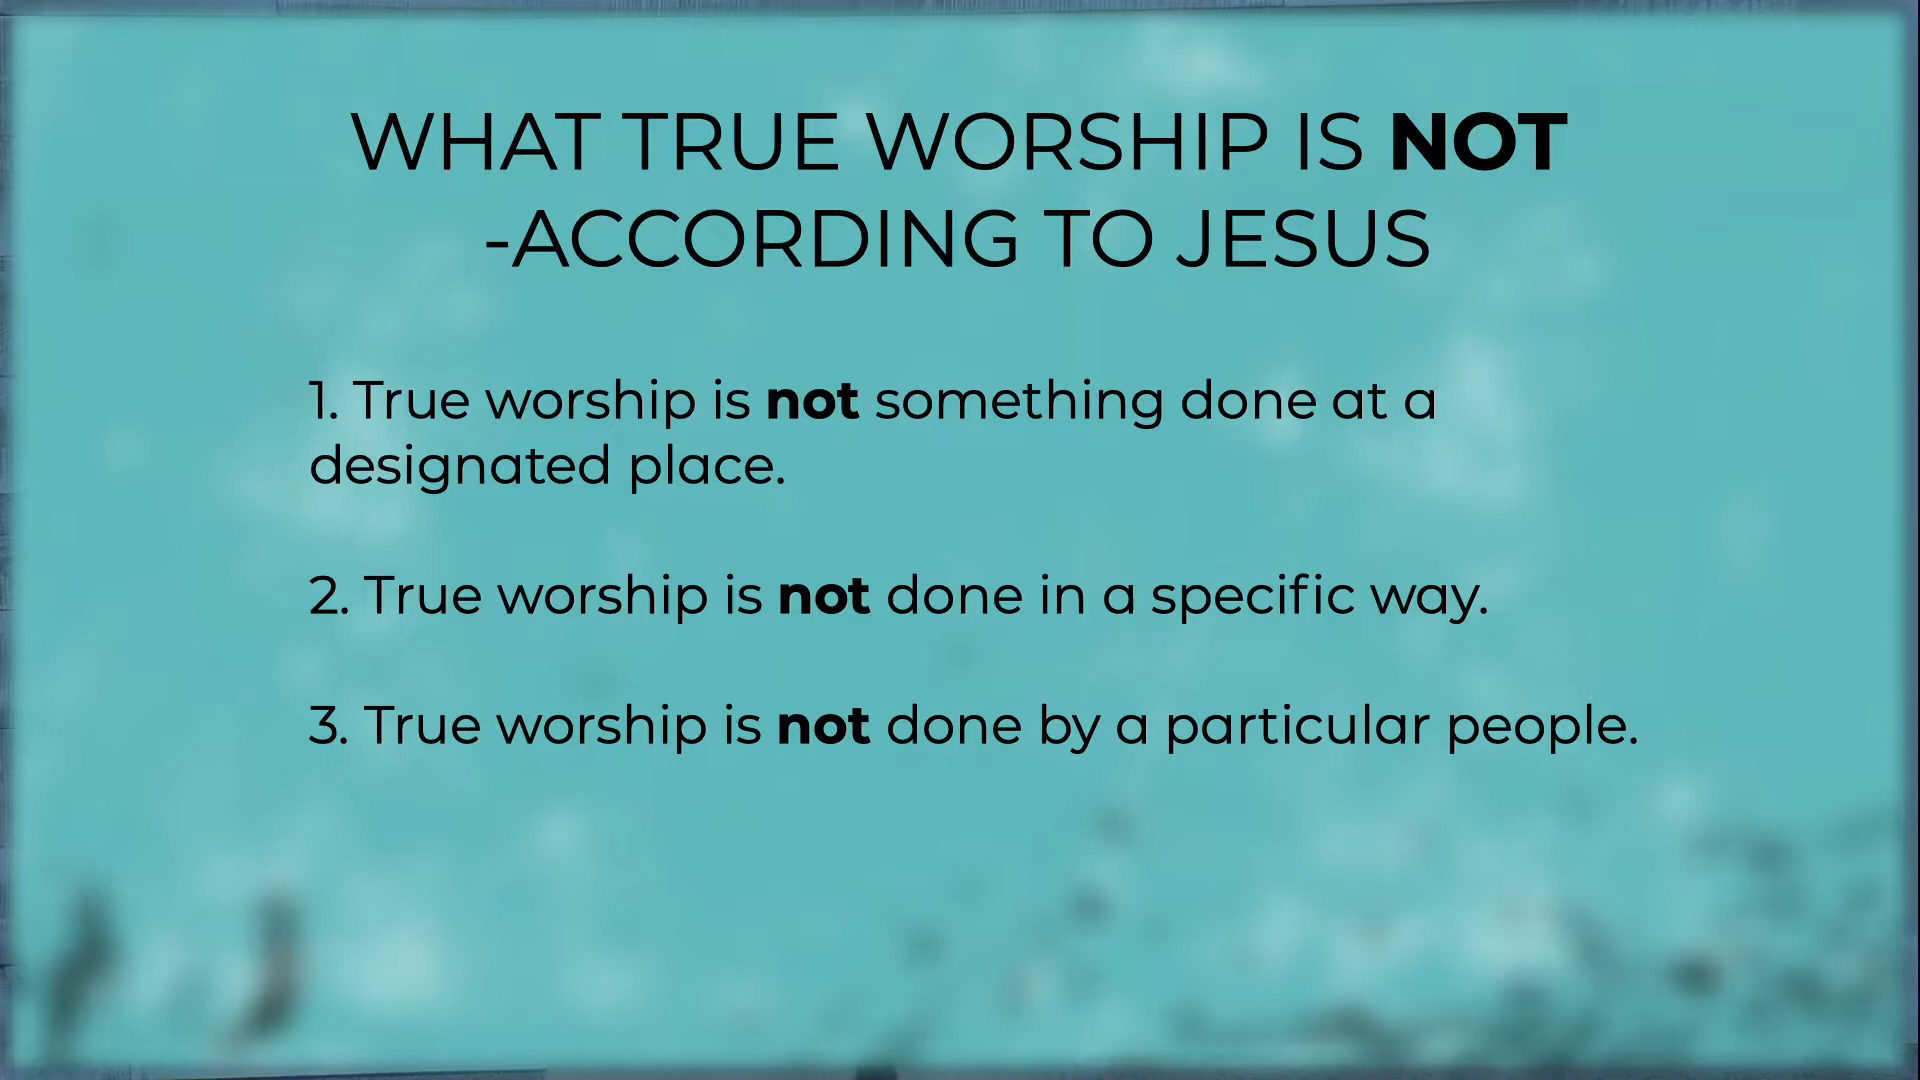 WHAT TRUE WORSHIP IS NOT
-ACCORDING TO JESUS
1. True worship is not something done at a
designated place.
2. True worship is not done in a specific way.
3. True worship is not done by a particular people.